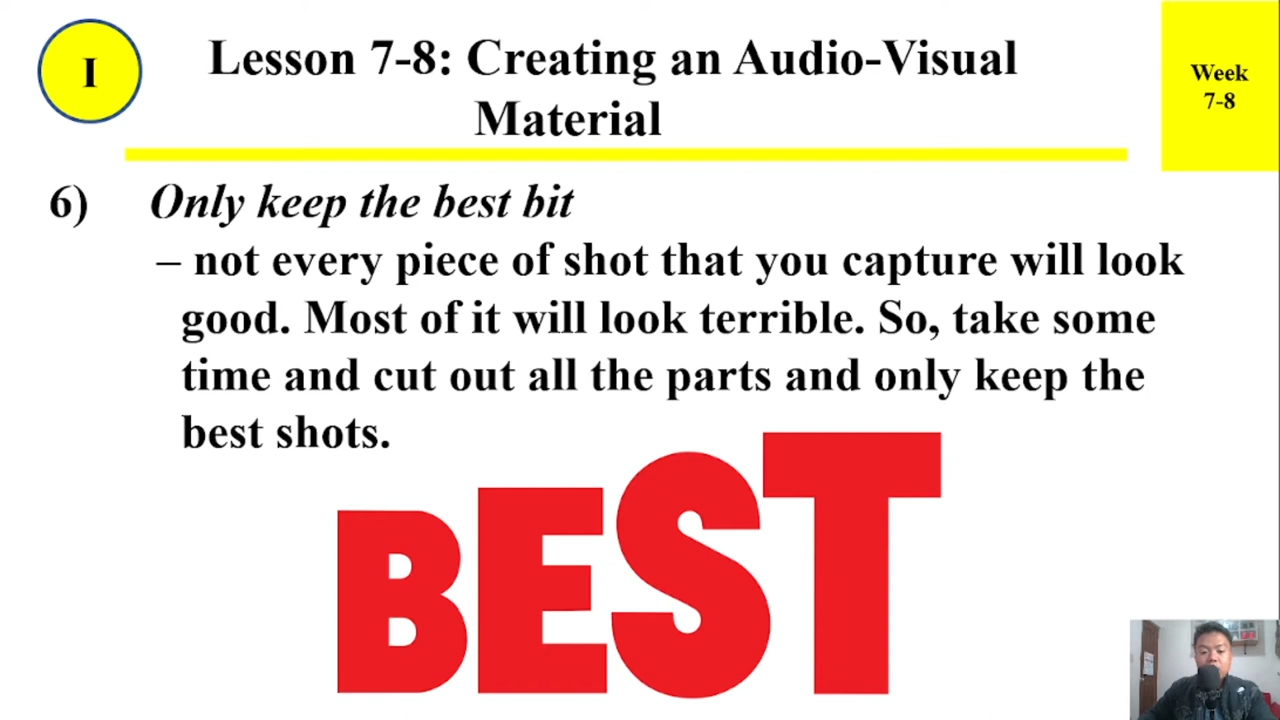 I
Lesson 7-8: Creating an Audio-Visual
Material
Week
7-8
6) Only keep the best bit
– not every piece of shot that you capture will look
good. Most of it will look terrible. So, take some
time and cut out all the parts and only keep the
best shots.
BEST